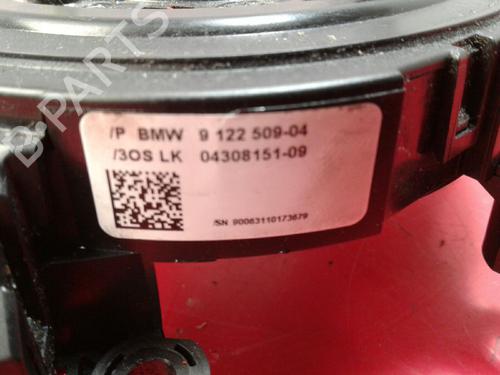 B-PARTS
/P BMW 9 122 509-04
/3OS LK 04308151-09
/SN 90063110173679